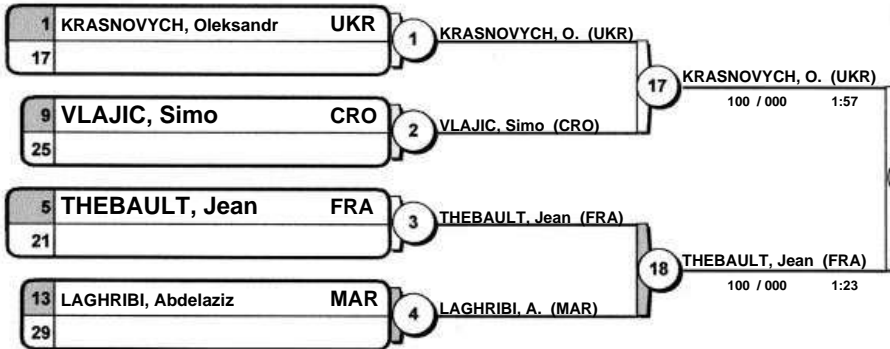 1 KRASNOVYCH, Oleksandr UKR
17
1
KRASNOVYCH, O. (UKR)
9 VLAJIC, Simo CRO
25
2
VLAJIC, Simo (CRO)
17
KRASNOVYCH, O. (UKR)
100 / 000 1:57
5 THEBAULT, Jean FRA
21
3
THEBAULT, Jean (FRA)
13 LAGHRIBI, Abdelaziz MAR
29
4
LAGHRIBI, A. (MAR)
18
THEBAULT, Jean (FRA)
100 / 000 1:23